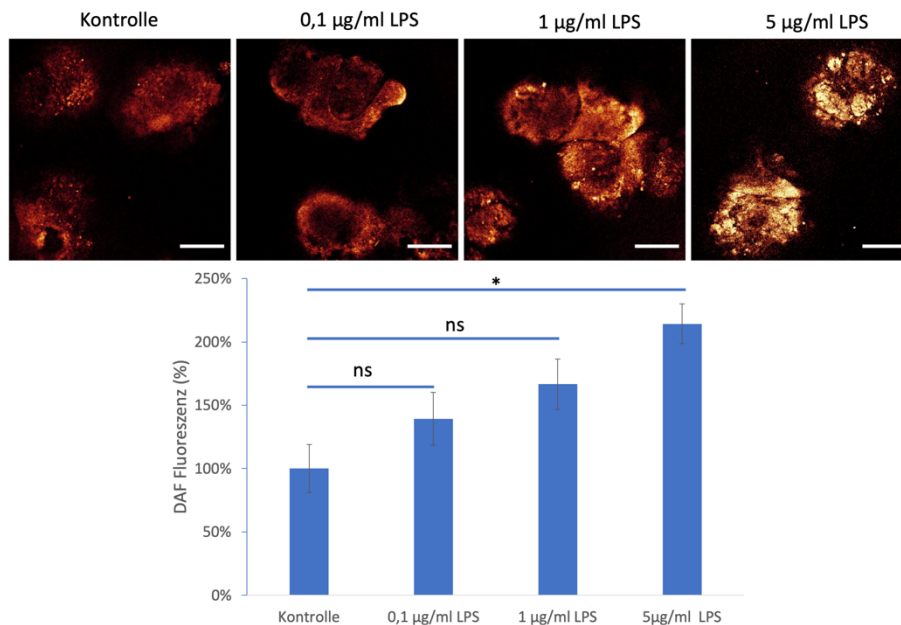 Kontrolle 0,1 µg/ml LPS 1 µg/ml LPS 5 µg/ml LPS
250%
200%
150%
100%
50%
0%
DAF Fluoreszenz (%)
*
ns
ns
Kontrolle 0,1 µg/ml LPS 1 µg/ml LPS 5µg/ml LPS